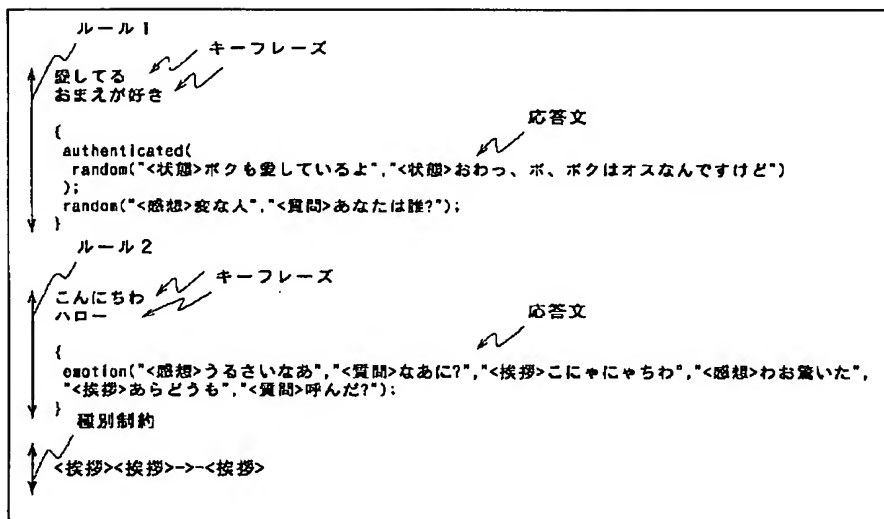 ルール1
キーフレーズ
愛してる
おまえが好き
応答文
{
authenticated(
random("<状態>ボクも愛しているよ","<状態>おわっ、ボ、ボクはオスなんですけど")
);
random("<感想>変な人","<質問>あなたは誰?");
}
ルール2
キーフレーズ
こんにちわ
ハロー
応答文
{
emotion("<感想>うるさいなあ","<質問>なあに?","<挨拶>こにゃにゃちわ","<感想>わお驚いた",
"<挨拶>あらどうも","<質問>呼んだ?");
}
種別制約
<挨拶><挨拶>->-<挨拶>